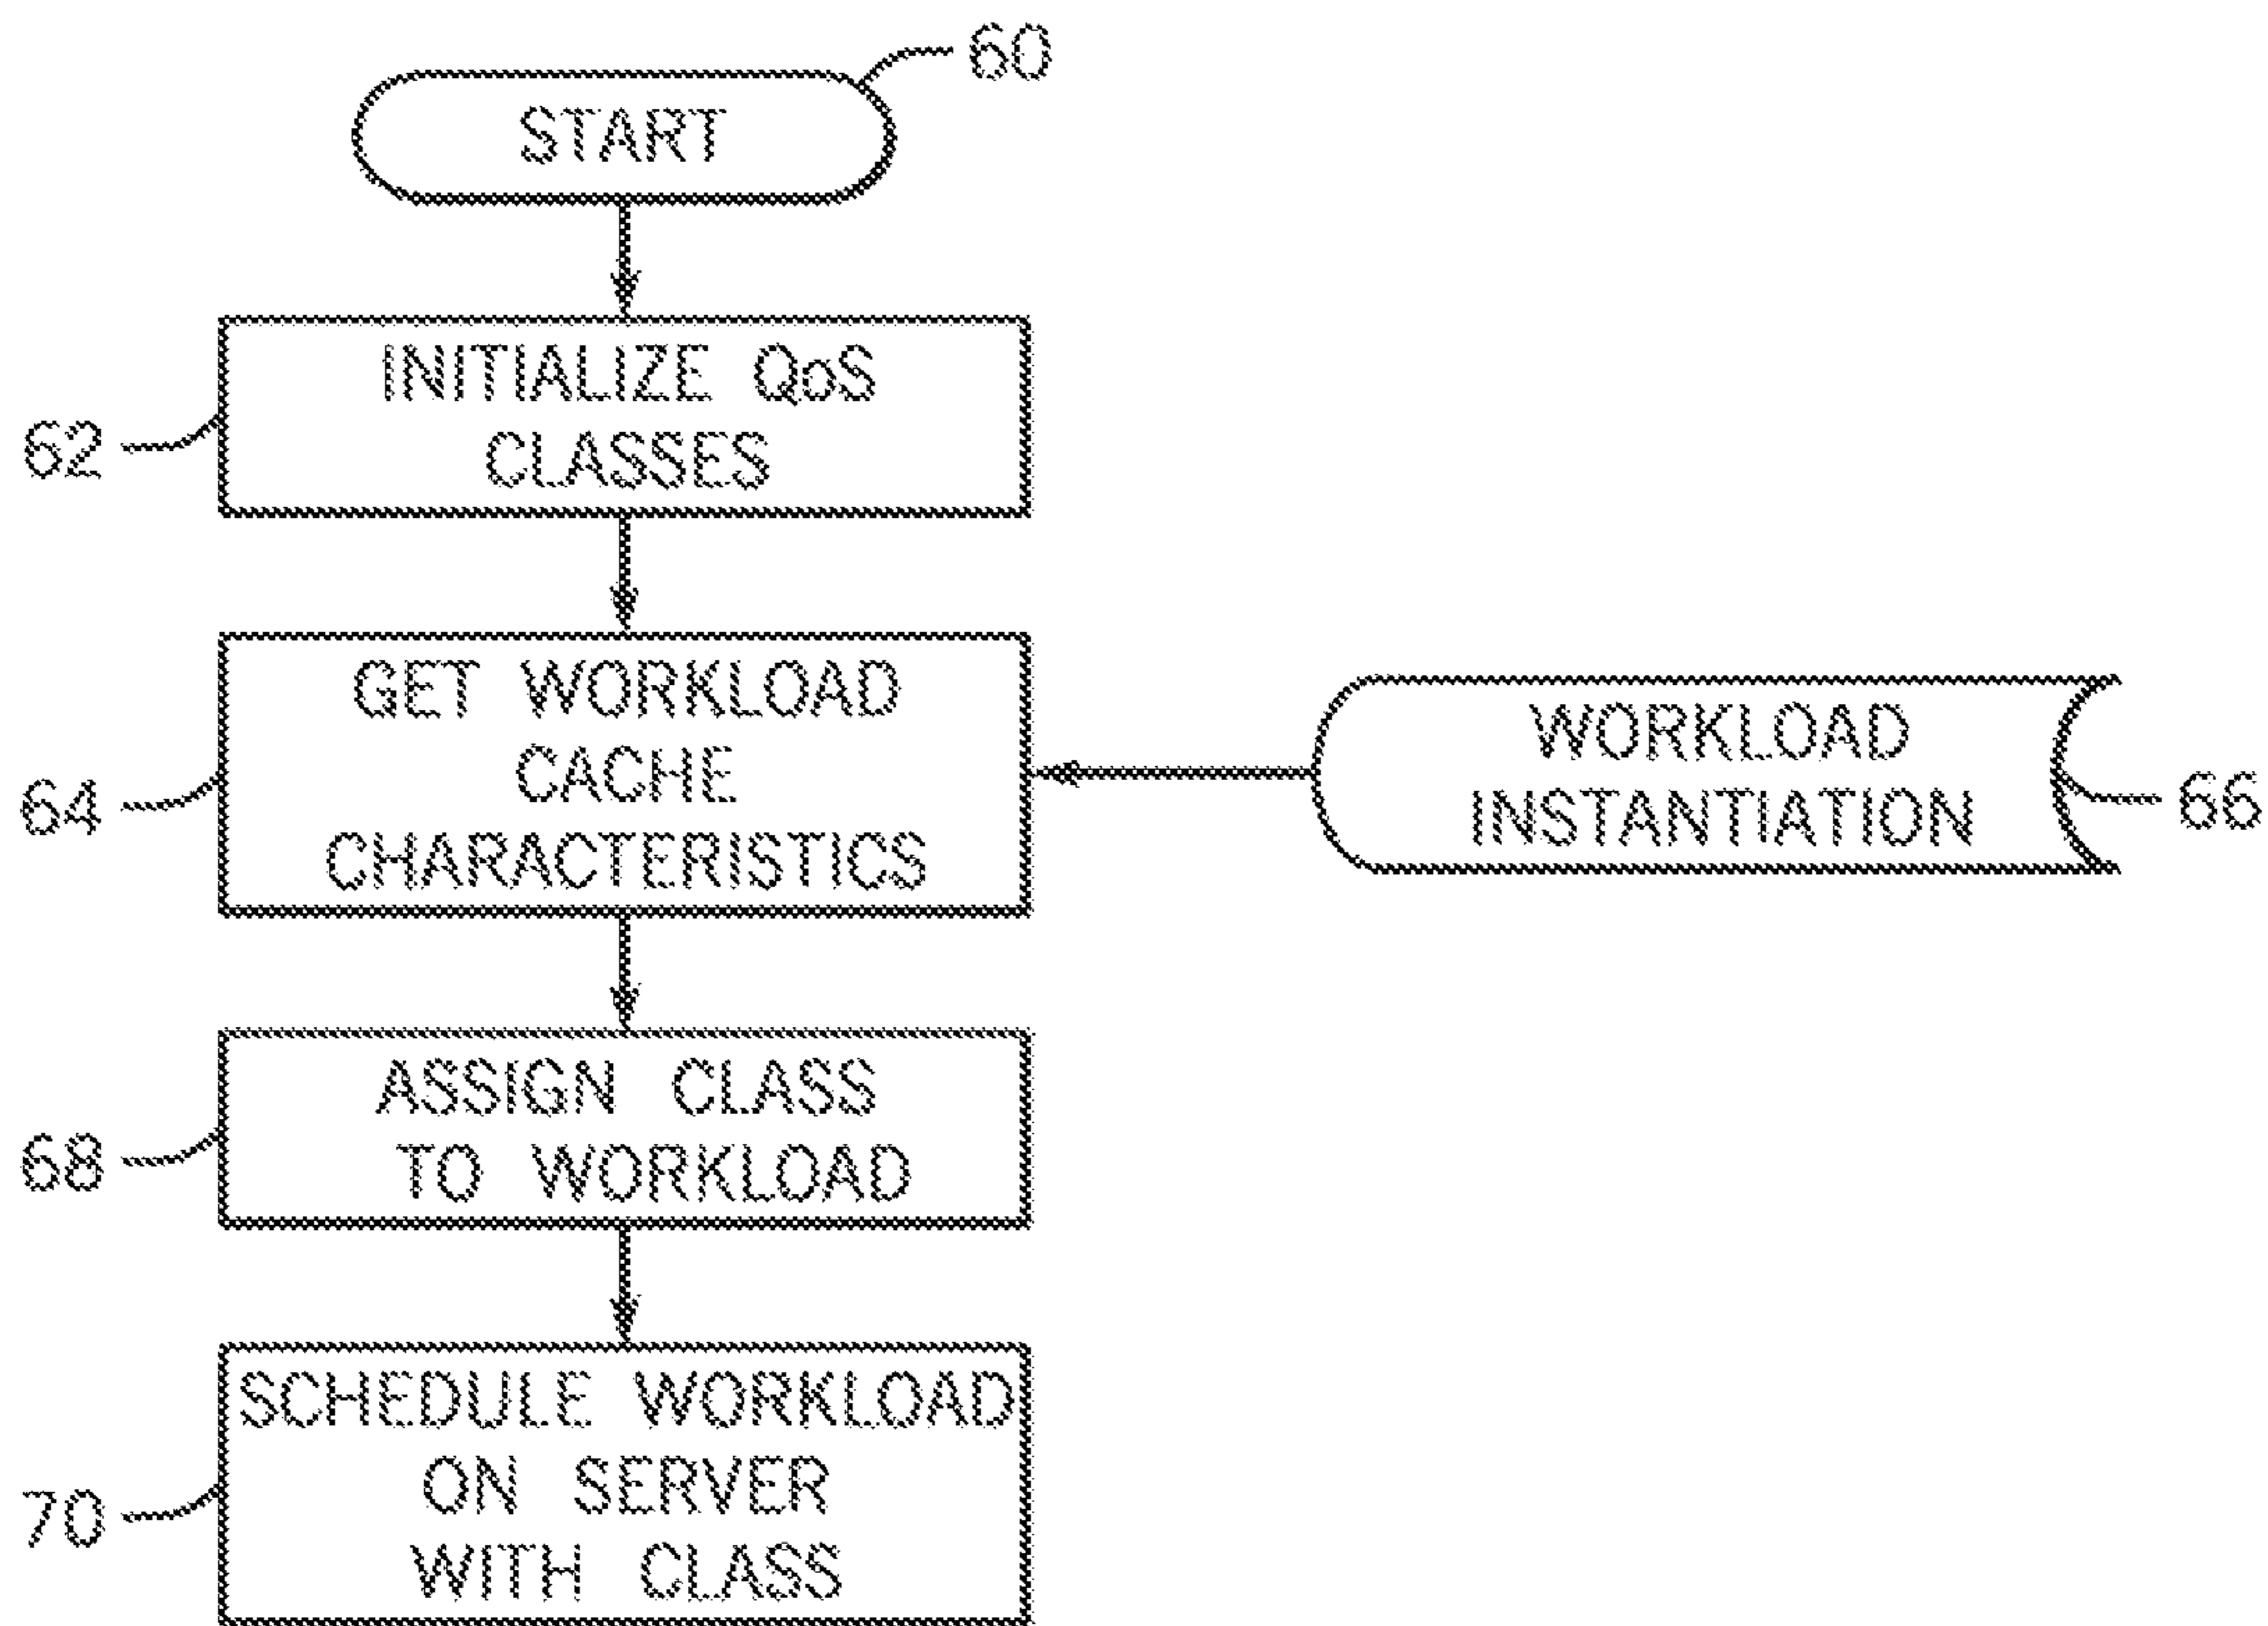 60
START
INITIALIZE QoS
CLASSES
62
GET WORKLOAD
CACHE
CHARACTERISTICS
64
WORKLOAD
INSTANTIATION
66
ASSIGN CLASS
TO WORKLOAD
68
SCHEDULE WORKLOAD
ON SERVER
WITH CLASS
70